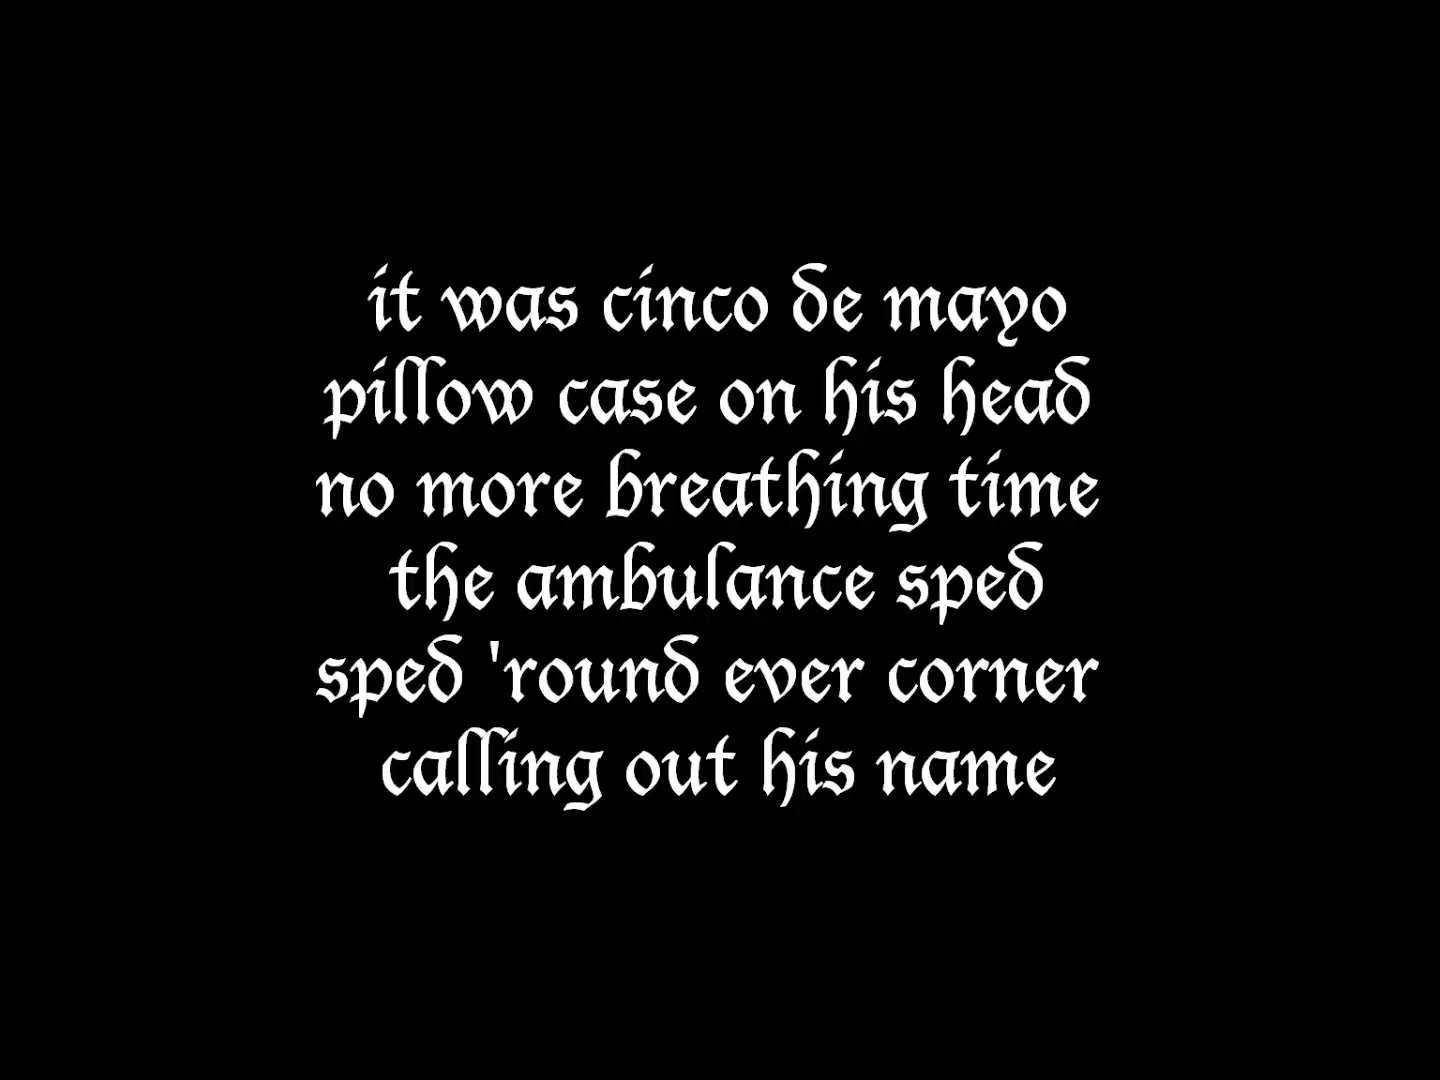 it was cinco de mayo
pillow case on his head
no more breathing time
the ambulance sped
sped 'round ever corner
calling out his name